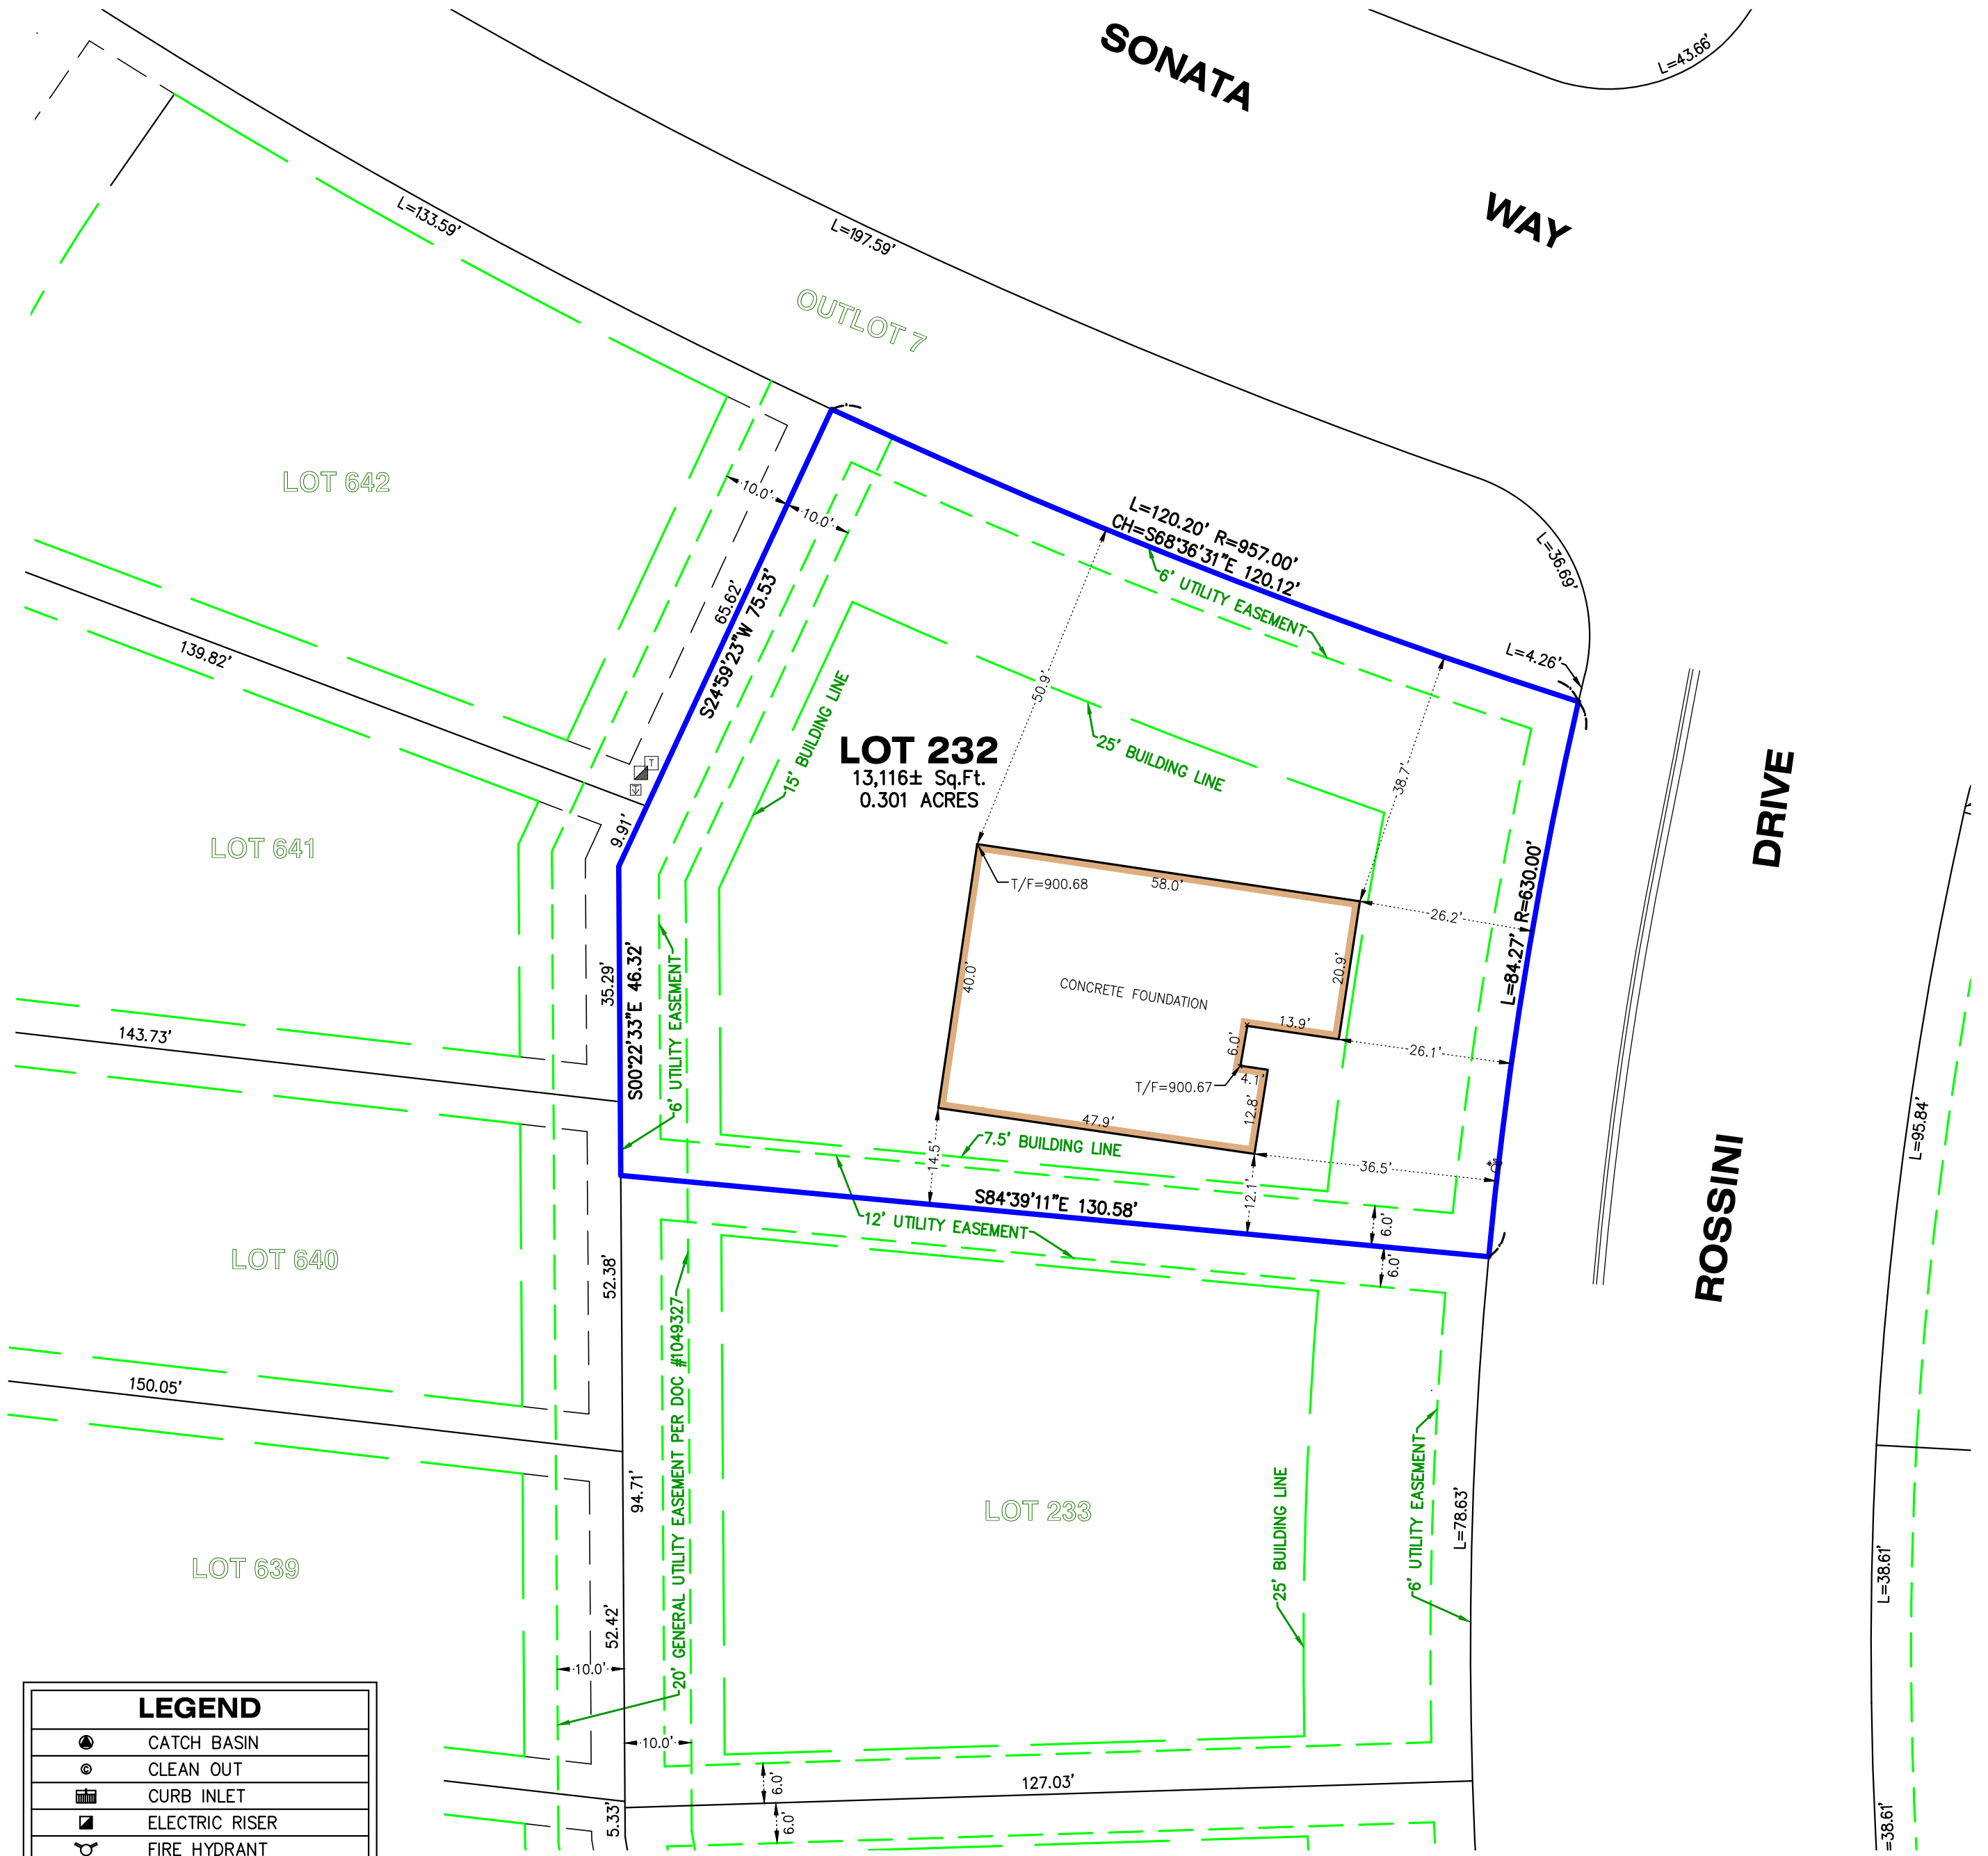 SONATA
WAY
L=43.66'
L=133.59'
L=197.59'
OUTLOT 7
LOT 642
10.0'
10.0'
L=120.20' R=957.00'
CH=S68°36'31"E 120.12'
6' UTILITY EASEMENT
L=36.69'
L=4.26'
139.82'
65.62'
S24°59'23"W 75.53'
50.9'
15' BUILDING LINE
25' BUILDING LINE
38.7'
LOT 232
13,116± Sq.Ft.
0.301 ACRES
T
DRIVE
ROSSINI
LOT 641
9.91'
T/F=900.68
58.0'
26.2'
L=84.27' R=630.00'
35.29'
S00°22'33"E 46.32'
6' UTILITY EASEMENT
40.0'
CONCRETE FOUNDATION
20.9'
13.9'
6.0'
26.1'
4.1'
T/F=900.67
12.8'
47.9'
143.73'
7.5' BUILDING LINE
14.5'
36.5'
12.1'
S84°39'11"E 130.58'
12' UTILITY EASEMENT
6.0'
6.0'
L=95.84'
LOT 640
52.38'
150.05'
20' GENERAL UTILITY EASEMENT PER DOC #1049327
94.71'
LOT 233
25' BUILDING LINE
6' UTILITY EASEMENT
L=78.63'
L=38.61'
LOT 639
52.42'
10.0'
10.0'
6.0'
6.0'
127.03'
5.33'
=38.61'
LEGEND
CATCH BASIN
© CLEAN OUT
CURB INLET
ELECTRIC RISER
FIRE HYDRANT